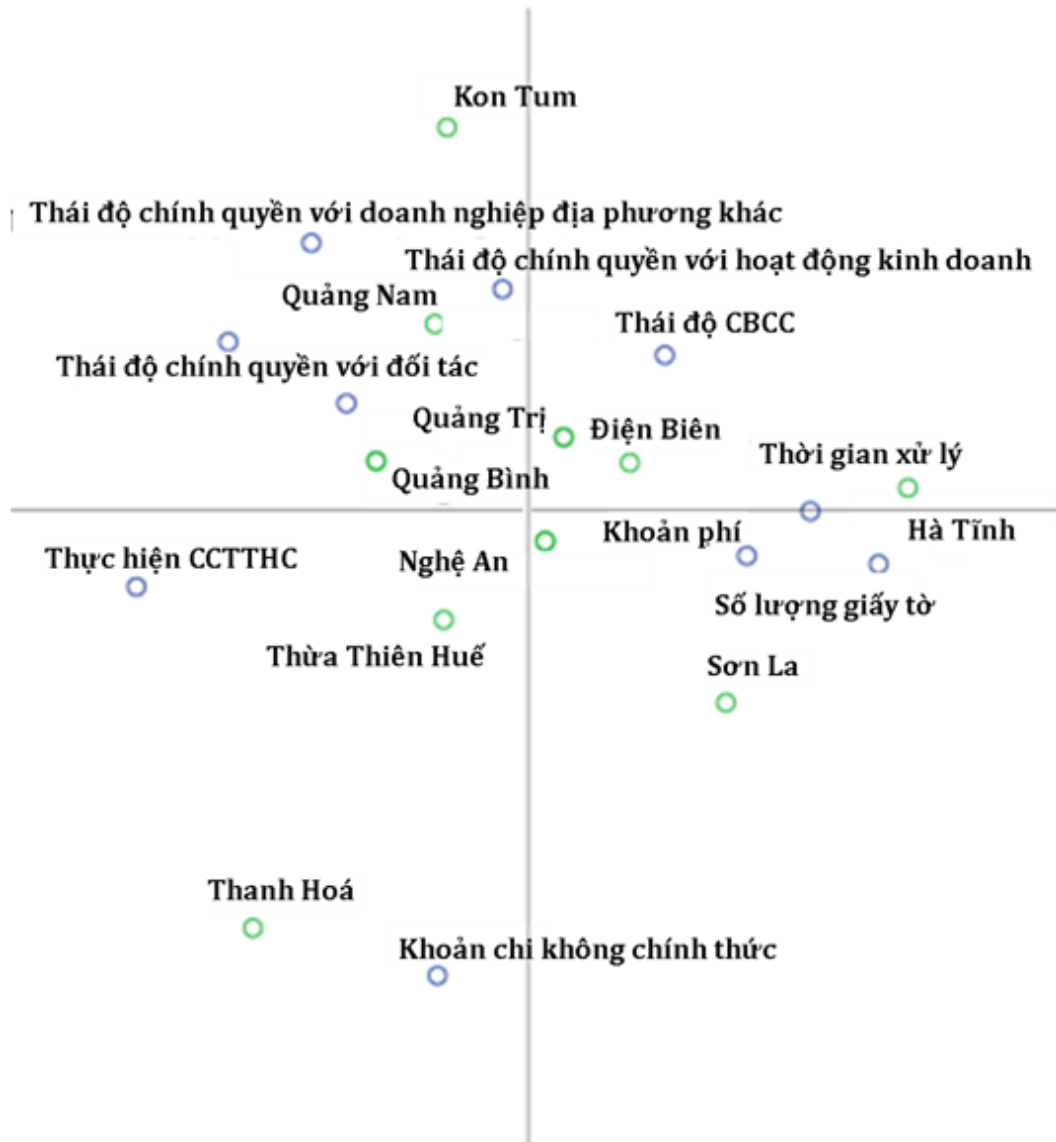 Kon Tum
Thái độ chính quyền với doanh nghiệp địa phương khác
Thái độ chính quyền với hoạt động kinh doanh
Quảng Nam
Thái độ CBCC
Thái độ chính quyền với đối tác
Quảng Trị
Điện Biên
Thời gian xử lý
Quảng Bình
Khoản phí
Hà Tĩnh
Thực hiện CCTTHC
Nghệ An
Số lượng giấy tờ
Thừa Thiên Huế
Sơn La
Thanh Hoá
Khoản chi không chính thức